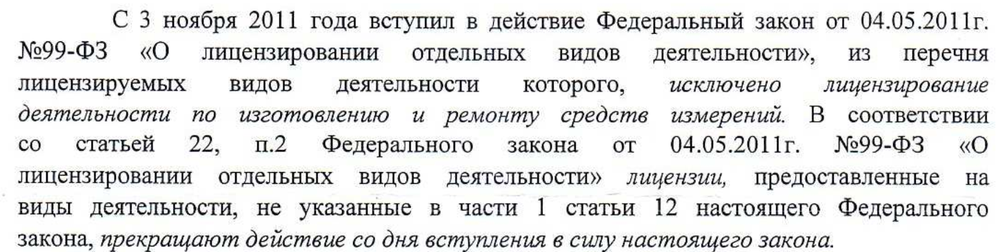 С 3 ноября 2011 года вступил в действие Федеральный закон от 04.05.2011г.
№99-ФЗ «О лицензировании отдельных видов деятельности», из перечня
лицензируемых видов деятельности которого, исключено лицензирование
деятельности по изготовлению и ремонту средств измерений. В соответствии
со статьей 22, п.2 Федерального закона от 04.05.2011г. №99-ФЗ «О
лицензировании отдельных видов деятельности» лицензии, предоставленные на
виды деятельности, не указанные в части 1 статьи 12 настоящего Федерального
закона, прекращают действие со дня вступления в силу настоящего закона.